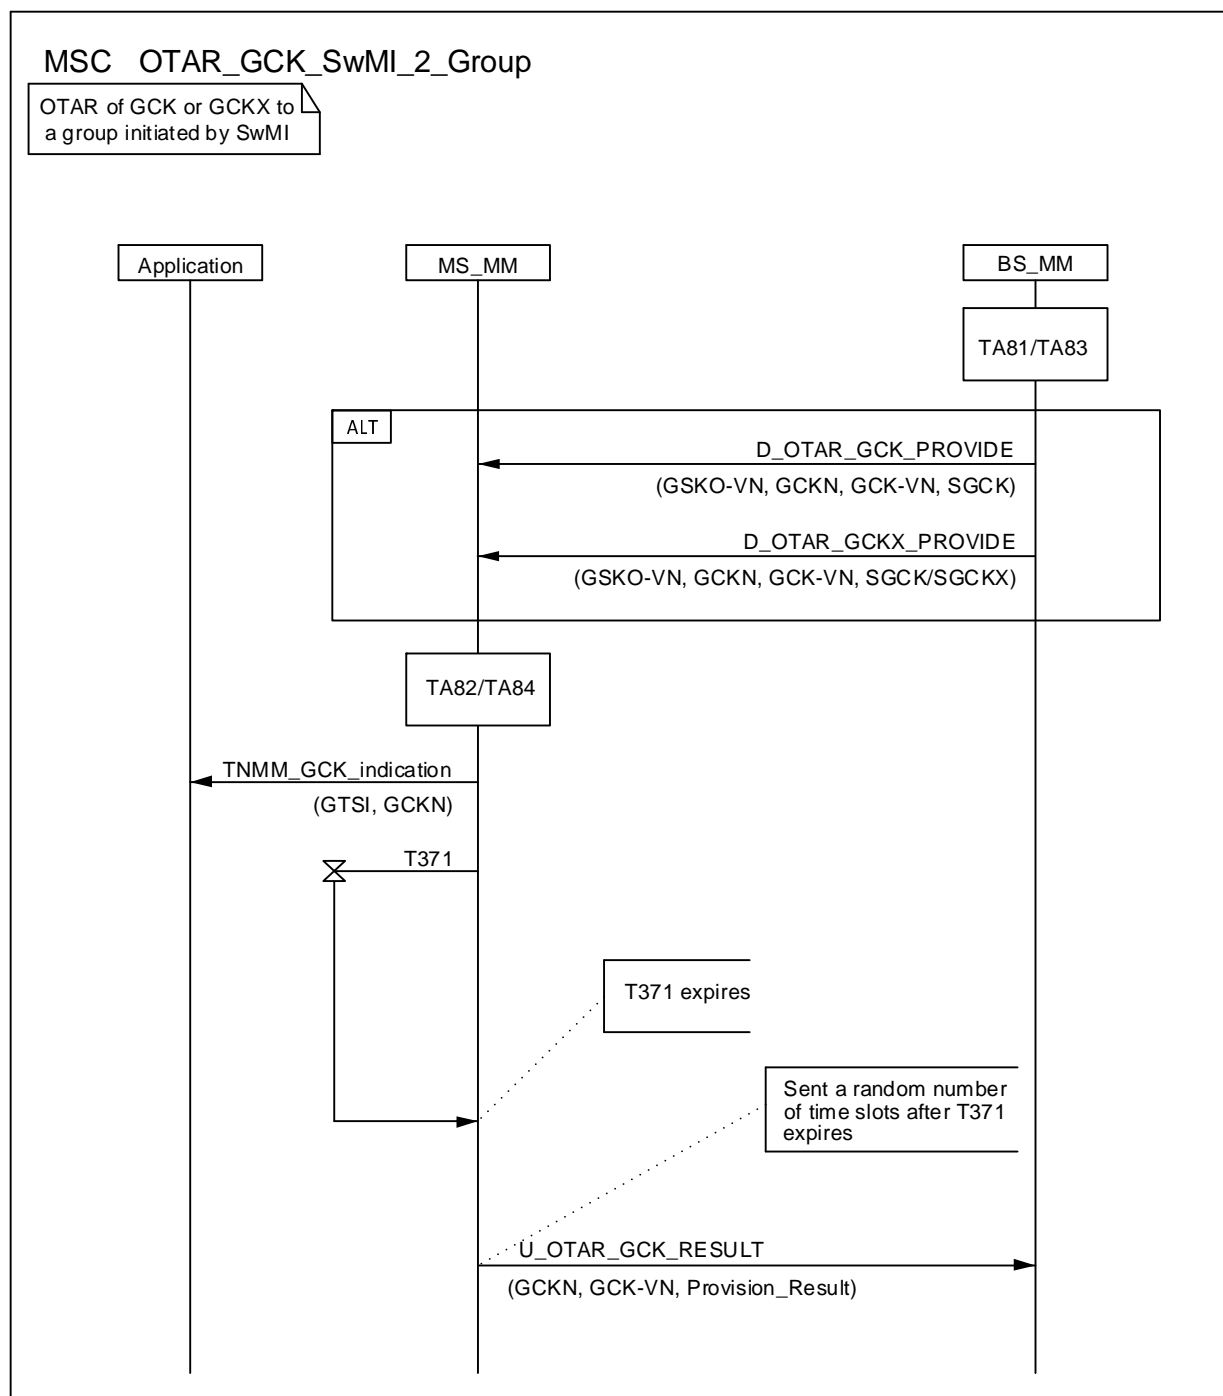 MSC OTAR_GCK_SwMI_2_Group
OTAR of GCK or GCKX to
a group initiated by SwMI
Application
MS_MM
BS_MM
TA81/TA83
ALT
D_OTAR_GCK_PROVIDE
(GSKO-VN, GCKN, GCK-VN, SGCK)
D_OTAR_GCKX_PROVIDE
(GSKO-VN, GCKN, GCK-VN, SGCK/SGCKX)
TA82/TA84
TNMM_GCK_indication
(GTSI, GCKN)
T371
T371 expires
Sent a random number
of time slots after T371
expires
U_OTAR_GCK_RESULT
(GCKN, GCK-VN, Provision_Result)